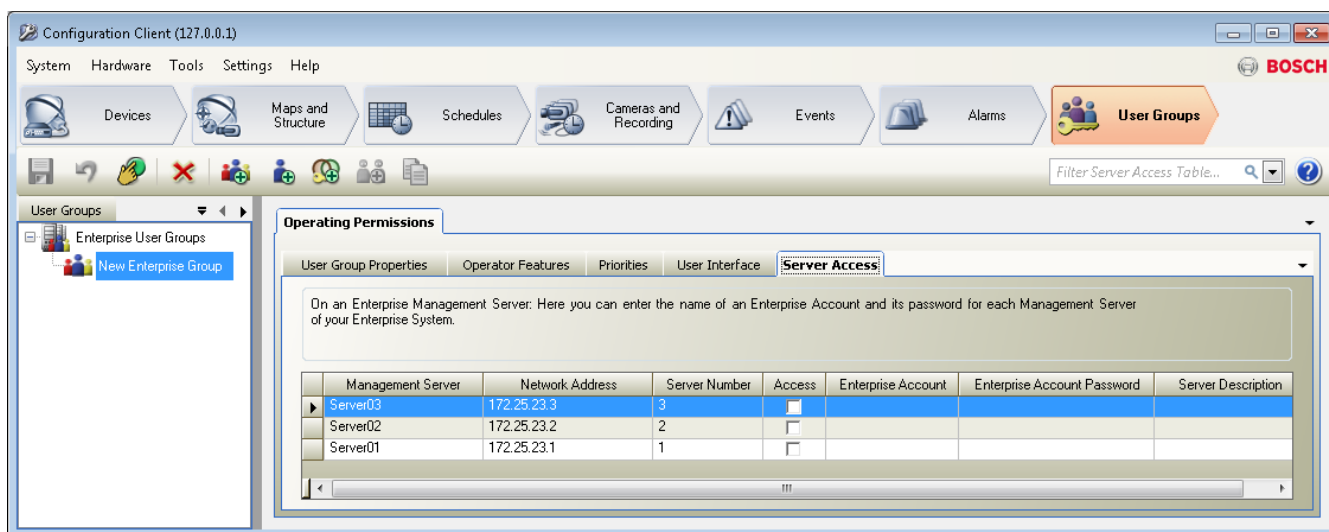 Configuration Client (127.0.0.1)
System Hardware Tools Settings Help
BOSCH
Devices
Maps and
Structure
Schedules
Cameras and
Recording
Events
Alarms
User Groups
Filter Server Access Table...
User Groups
Enterprise User Groups
New Enterprise Group
Operating Permissions
User Group Properties Operator Features Priorities User Interface Server Access
On an Enterprise Management Server: Here you can enter the name of an Enterprise Account and its password for each Management Server
of your Enterprise System.
Management Server Network Address Server Number Access Enterprise Account Enterprise Account Password Server Description
Server03 172.25.23.3 3
Server02 172.25.23.2 2
Server01 172.25.23.1 1